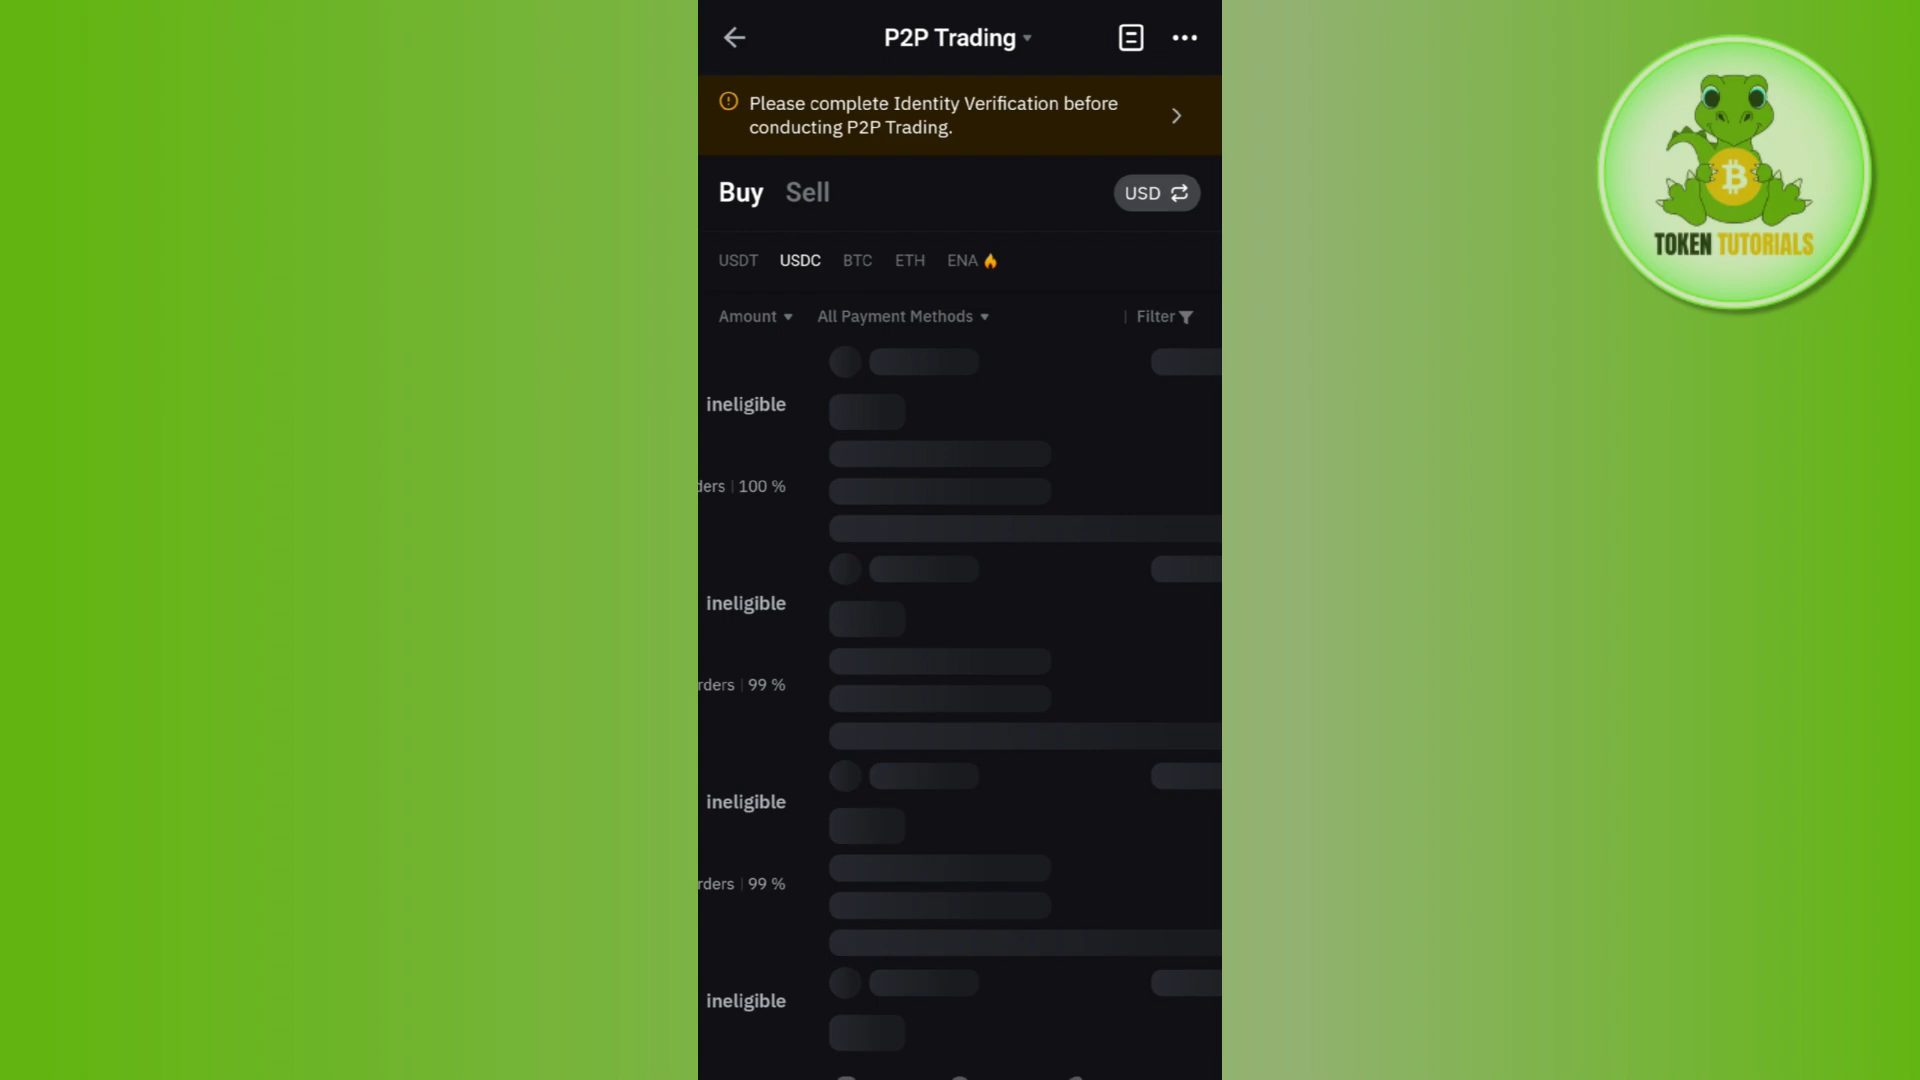 P2P Trading
Please complete Identity Verification before
conducting P2P Trading.
Buy Sell USD
USDT USDC BTC ETH ENA
Amount All Payment Methods | Filter
ineligible
| 100 %
ineligible
| 99 %
ineligible
| 99 %
ineligible
TOKEN TUTORIALS